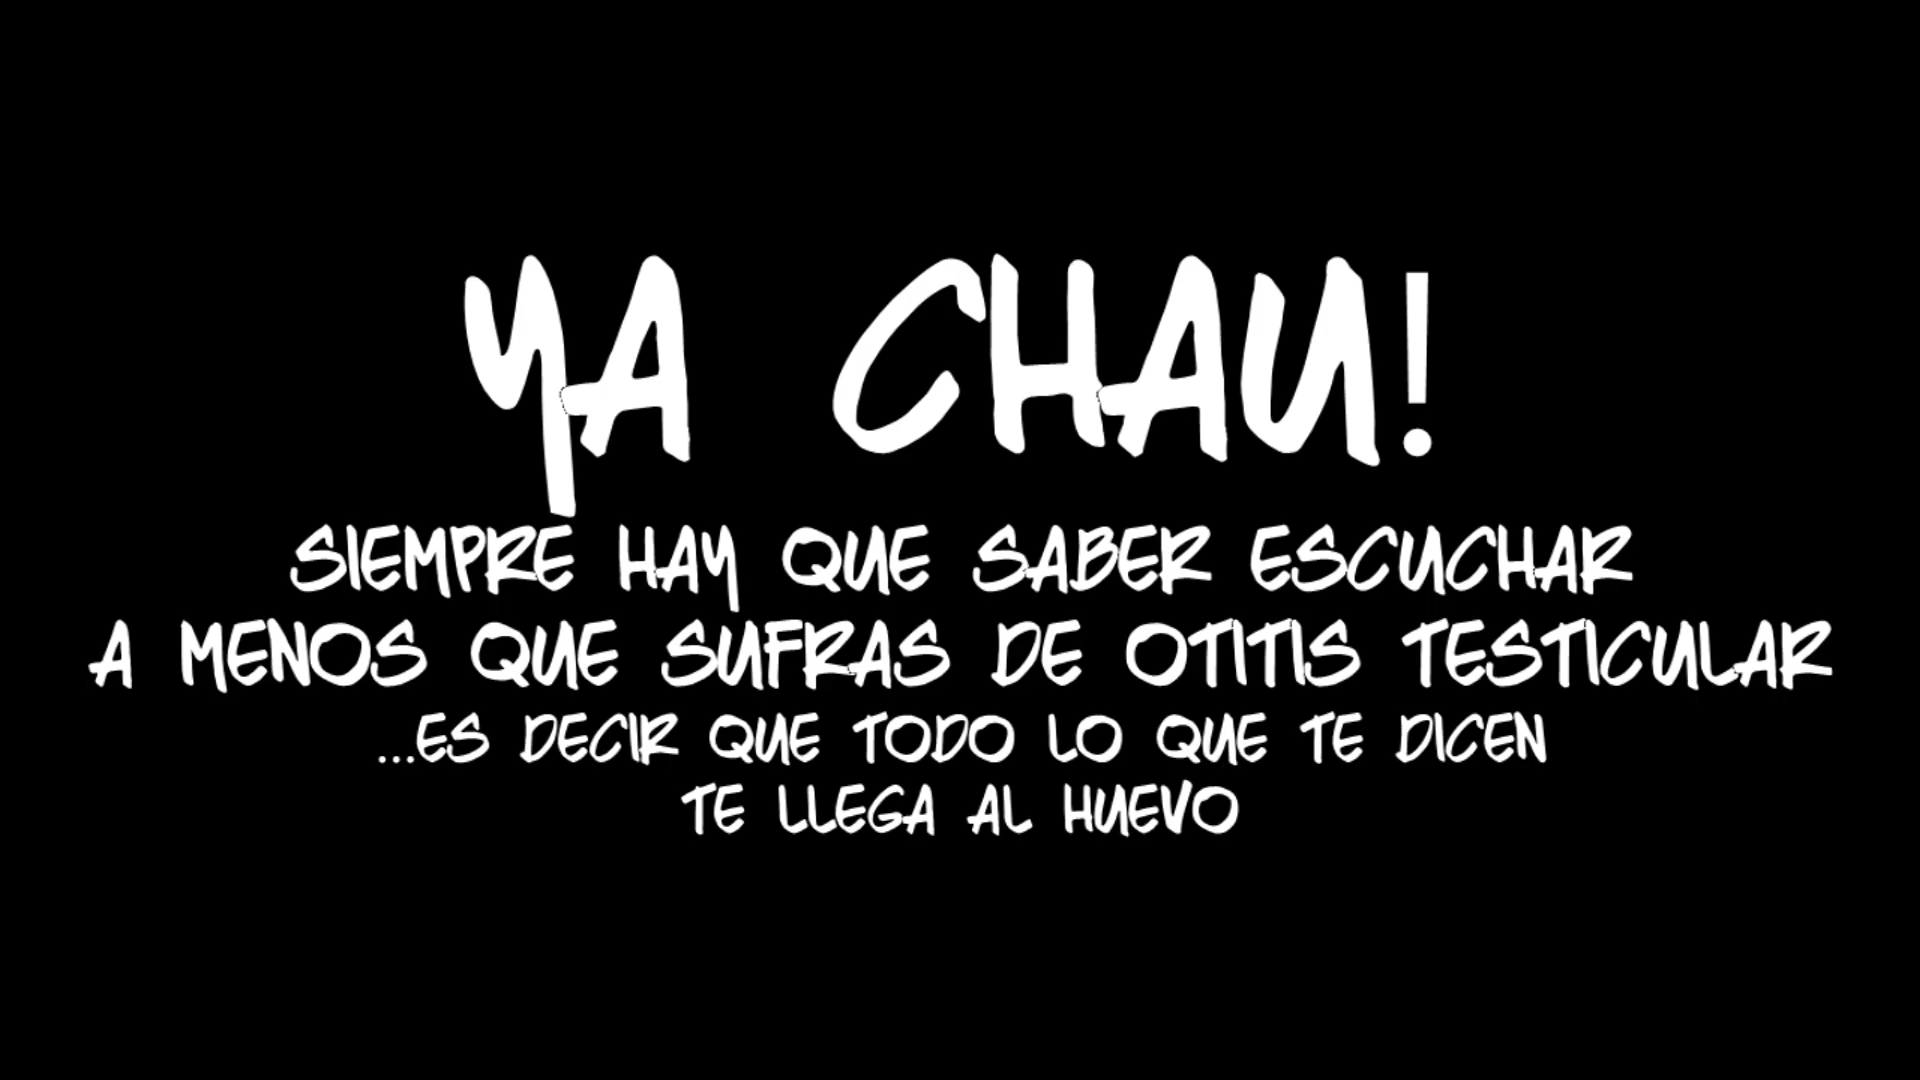 YA CHAU!
SIEMPRE HAY QUE SABER ESCUCHAR
A MENOS QUE SUFRAS DE OTITIS TESTICULAR
...ES DECIR QUE TODO LO QUE TE DICEN
TE LLEGA AL HUEVO